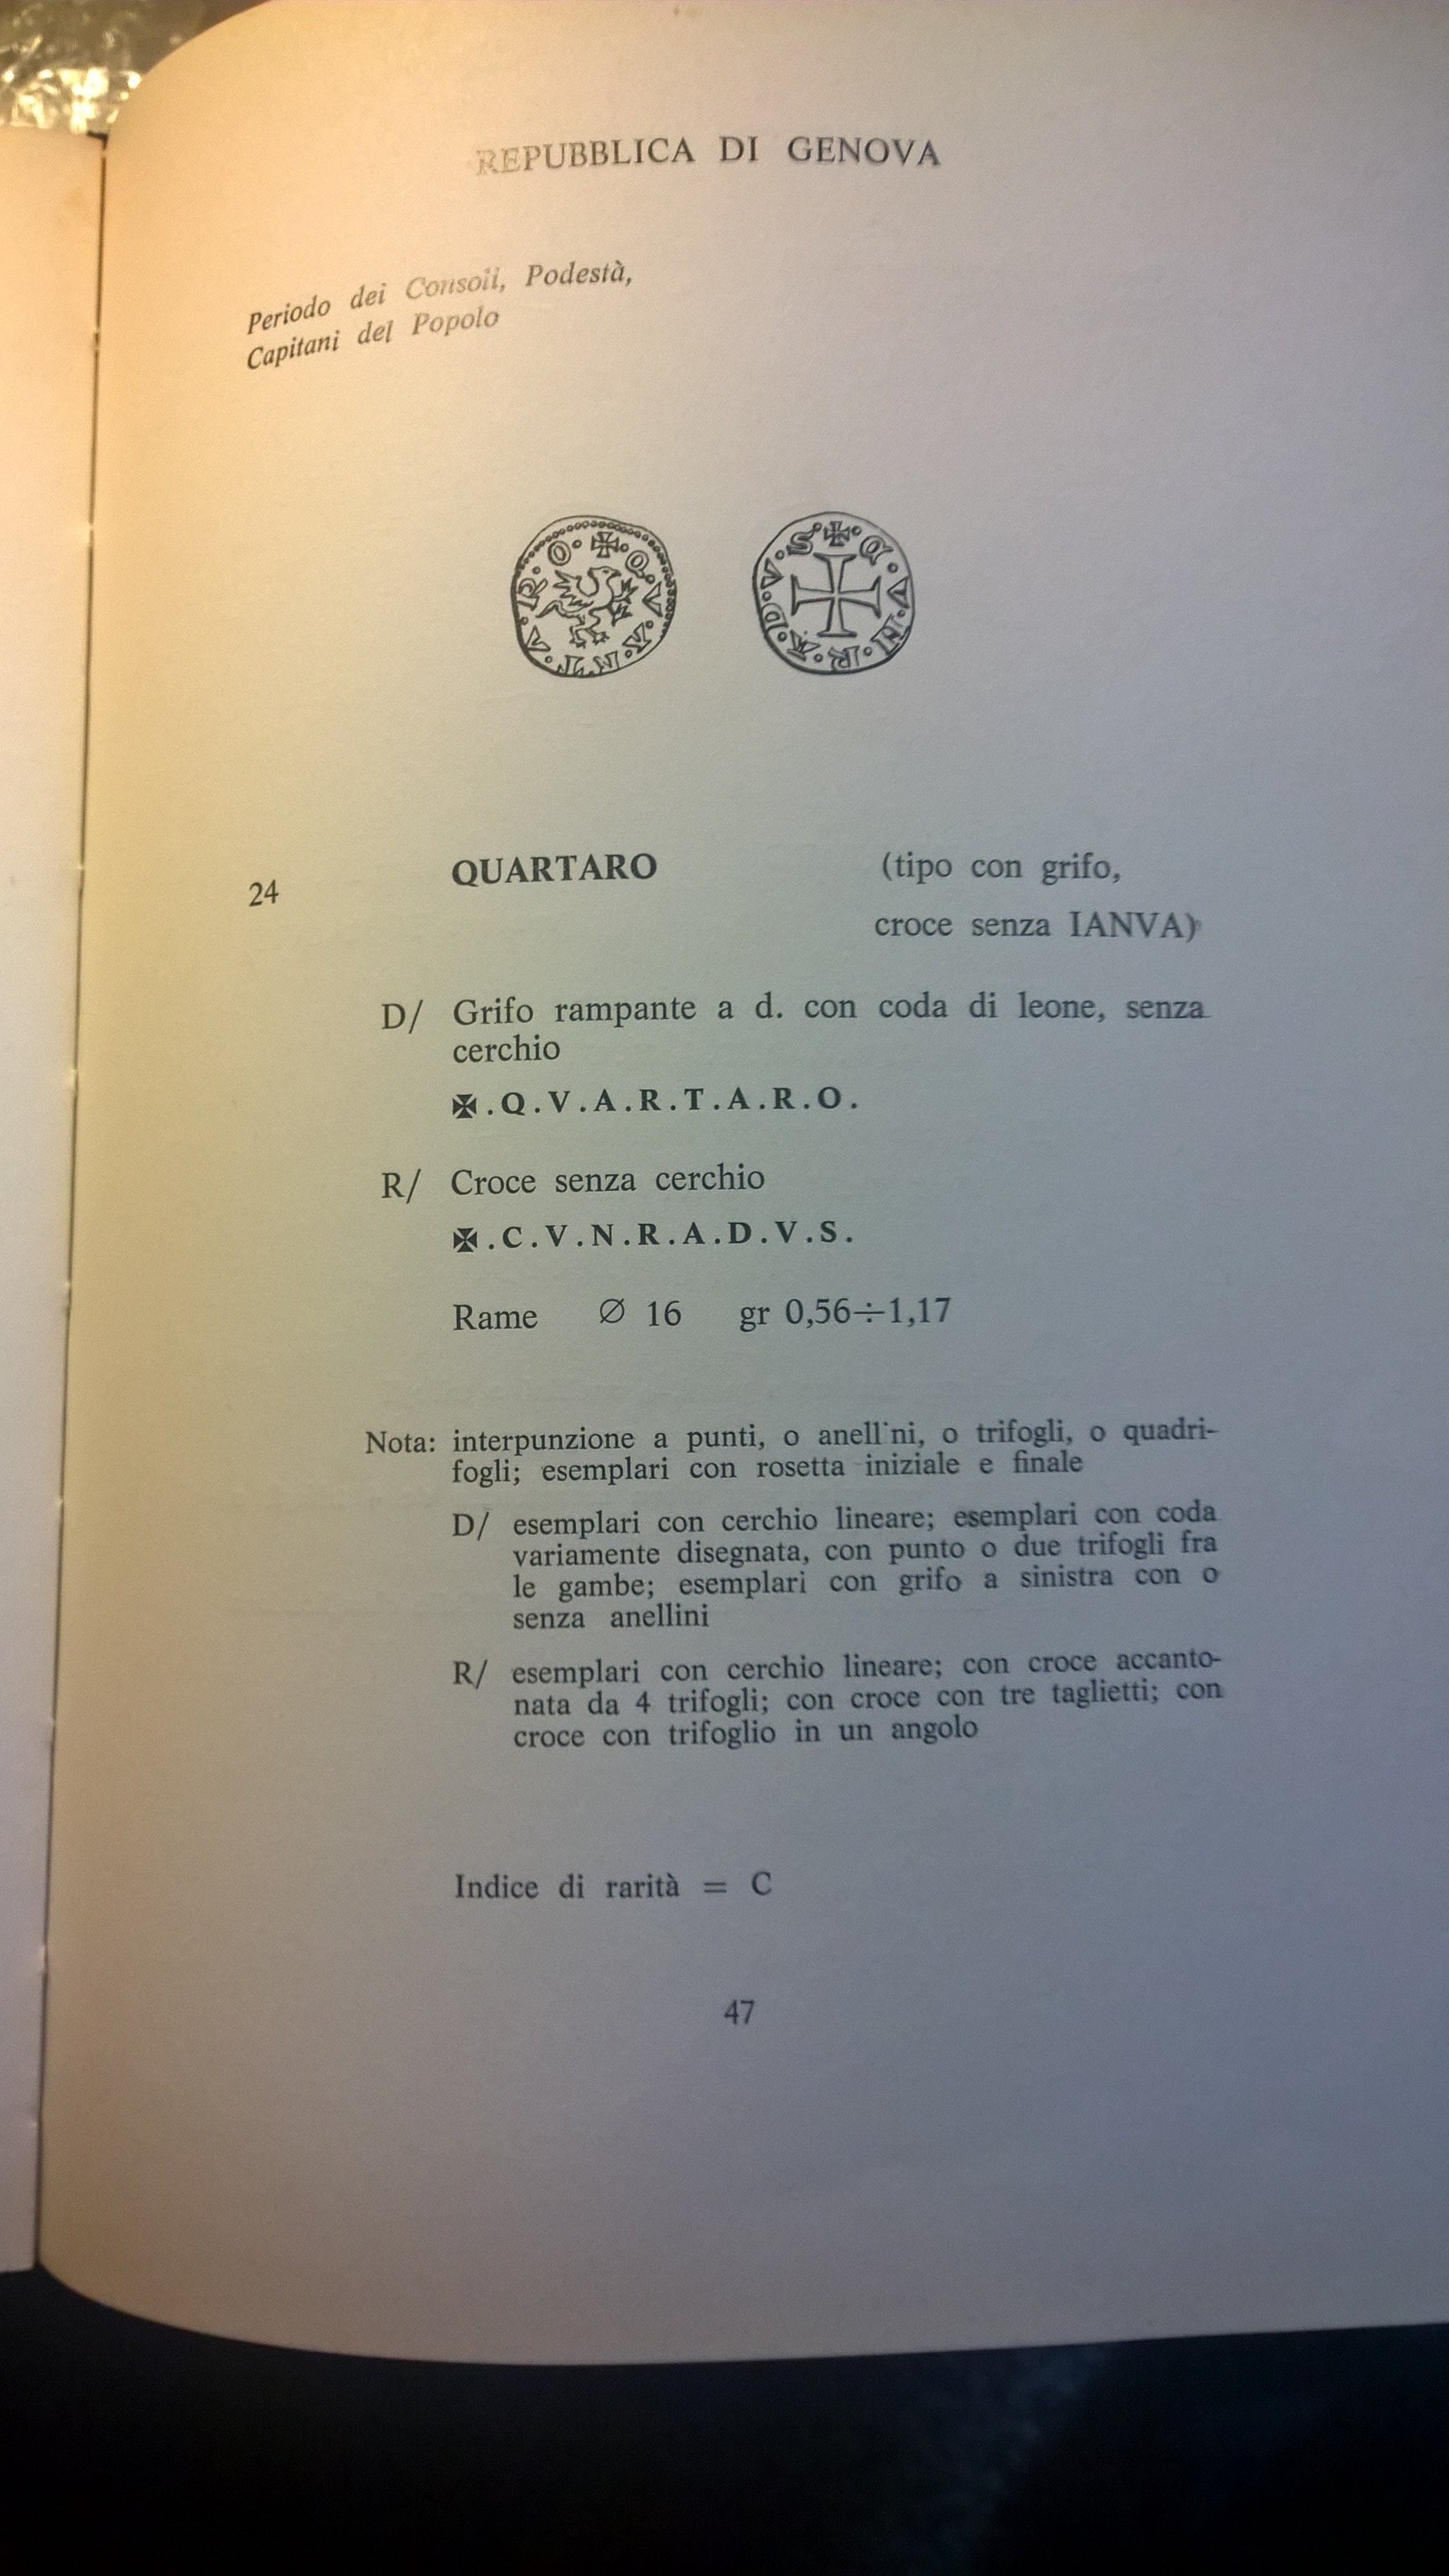 REPUBBLICA DI GENOVA
Periodo dei Consoli, Podestà,
Capitani del Popolo
24 QUARTARO (tipo con grifo,
croce senza IANVA)
D/ Grifo rampante a d. con coda di leone, senza
cerchio
✠.Q.V.A.R.T.A.R.O.
R/ Croce senza cerchio
✠.C.V.N.R.A.D.V.S.
Rame Ø 16 gr 0,56÷1,17
Nota: interpunzione a punti, o anell˙ni, o trifogli, o quadri-
fogli; esemplari con rosetta iniziale e finale
D/ esemplari con cerchio lineare; esemplari con coda
variamente disegnata, con punto o due trifogli fra
le gambe; esemplari con grifo a sinistra con o
senza anellini
R/ esemplari con cerchio lineare; con croce accanto-
nata da 4 trifogli; con croce con tre taglietti; con
croce con trifoglio in un angolo
Indice di rarità = C
47